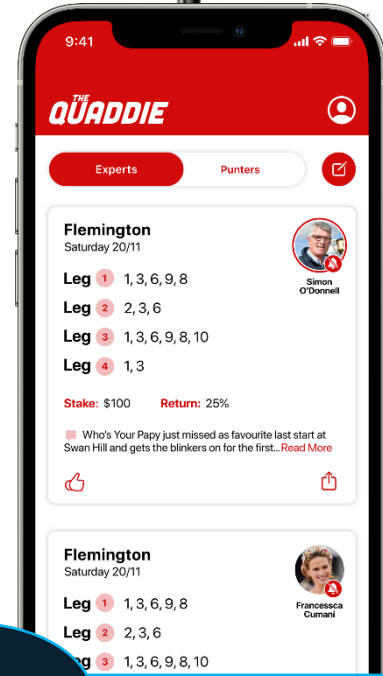 9:41
THE
QUADDIE
Experts
Punters
Flemington
Saturday 20/11
Leg 1 1, 3, 6, 9, 8
Leg 2 2, 3, 6
Leg 3 1, 3, 6, 9, 8, 10
Leg 4 1, 3
Simon
O'Donnell
Stake: $100 Return: 25%
Who's Your Papy just missed as favourite last start at
Swan Hill and gets the blinkers on for the first... Read More
Flemington
Saturday 20/11
Leg 1 1, 3, 6, 9, 8
Leg 2 2, 3, 6
Leg 3 1, 3, 6, 9, 8, 10
Francessca
Cumani